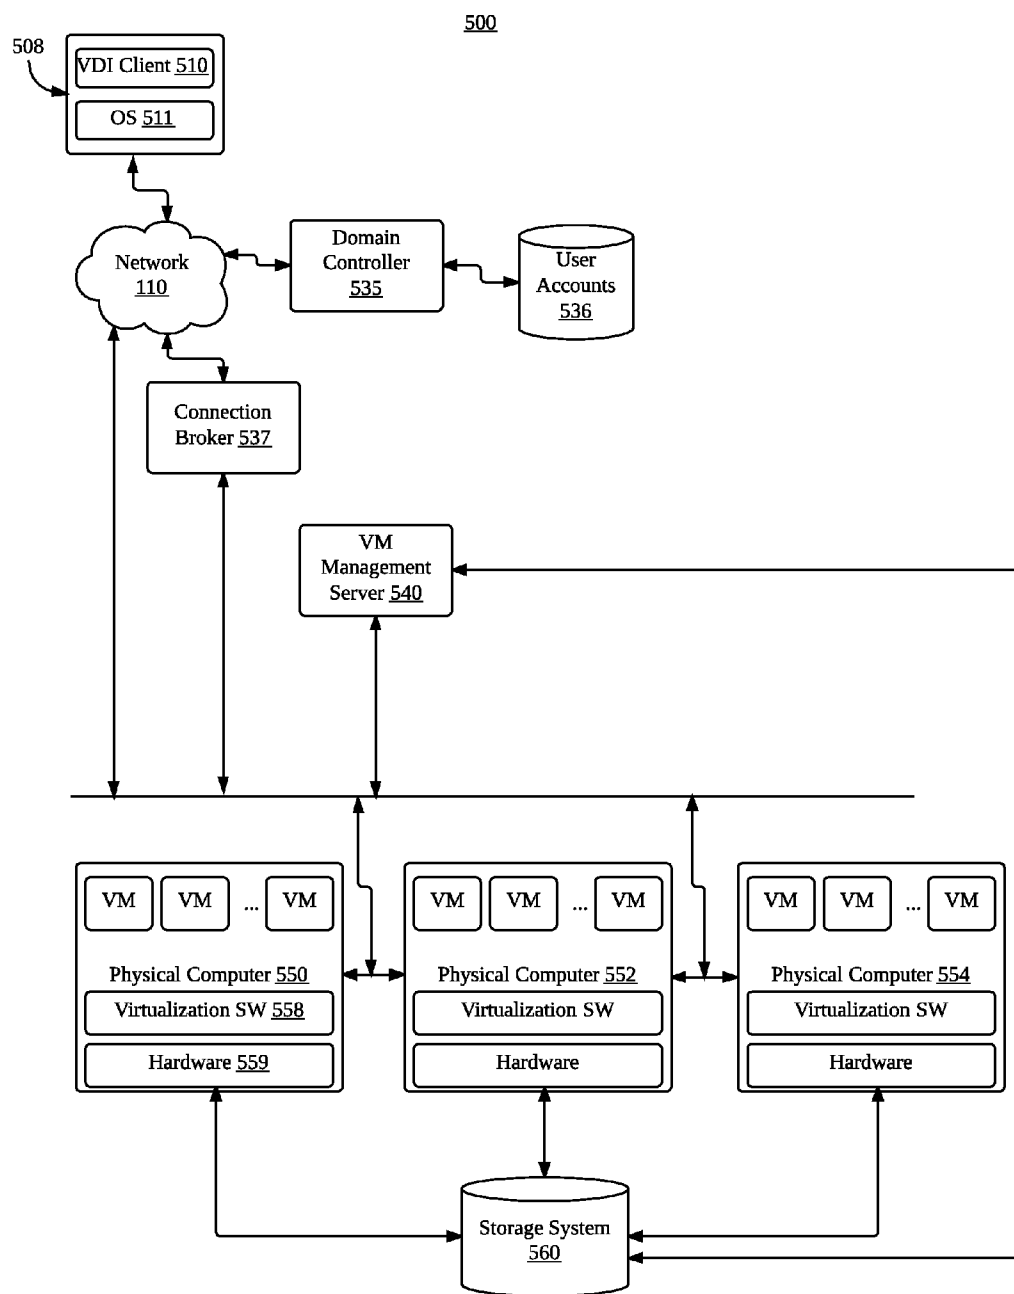 500
508
VDI Client 510
OS 511
Network
110
Domain
Controller
535
User
Accounts
536
Connection
Broker 537
VM
Management
Server 540
VM VM ... VM
Physical Computer 550
Virtualization SW 558
Hardware 559
VM VM ... VM
Physical Computer 552
Virtualization SW
Hardware
VM VM ... VM
Physical Computer 554
Virtualization SW
Hardware
Storage System
560